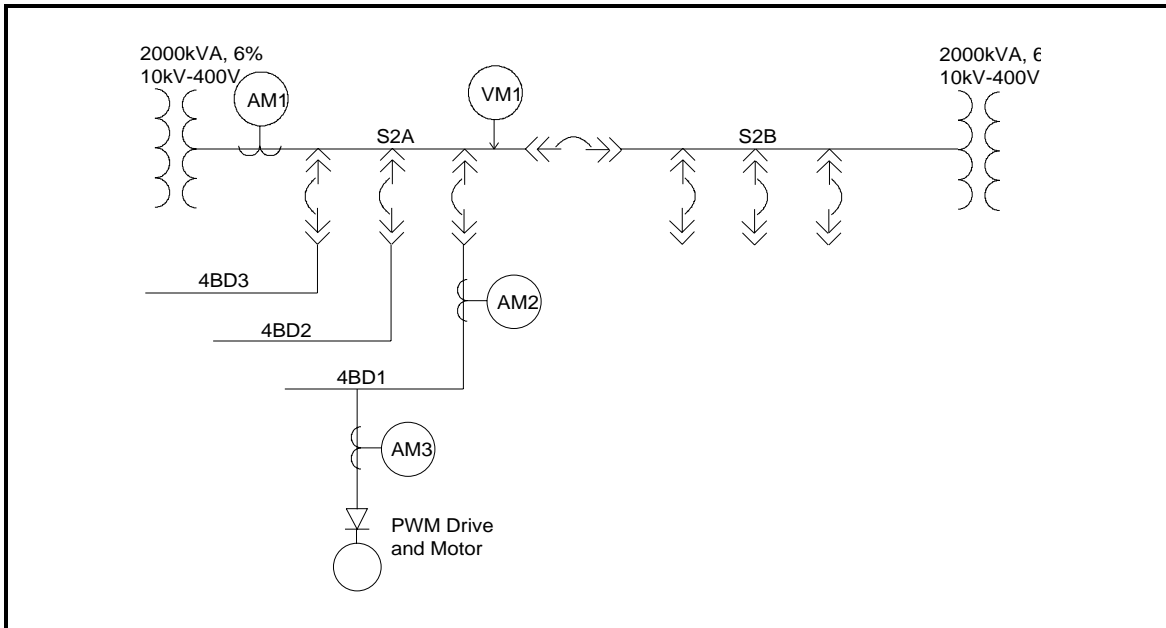 2000kVA, 6%
10kV-400V
AM1
VM1
2000kVA, 6
10kV-400V
S2A
S2B
4BD3
AM2
4BD2
4BD1
AM3
PWM Drive
and Motor